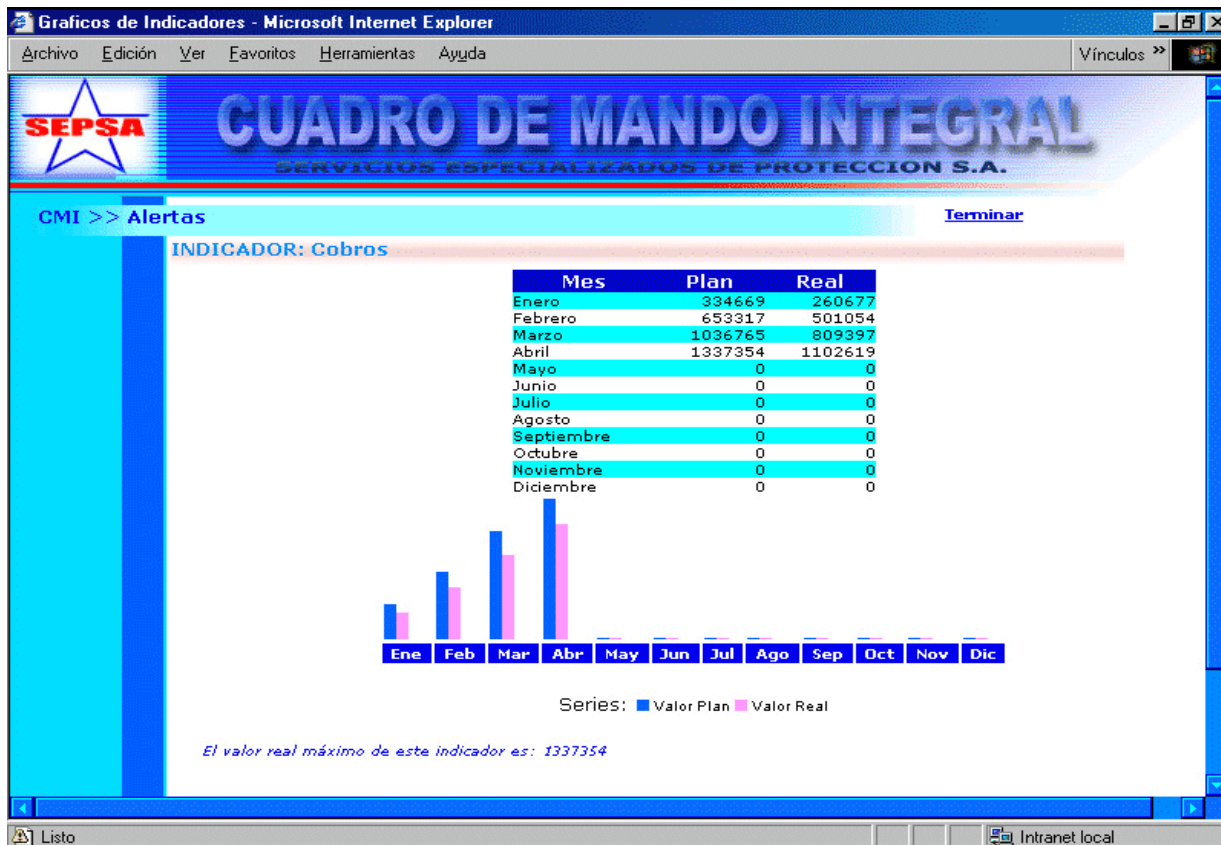 Graficos de Indicadores - Microsoft Internet Explorer
Archivo Edición Ver Favoritos Herramientas Ayuda Vínculos »
SEPSA
CUADRO DE MANDO INTEGRAL
SERVICIOS ESPECIALIZADOS DE PROTECCION S.A.
CMI >> Alertas Terminar
INDICADOR: Cobros
Mes Plan Real
Enero 334669 260677
Febrero 653317 501054
Marzo 1036765 809397
Abril 1337354 1102619
Mayo 0 0
Junio 0 0
Julio 0 0
Agosto 0 0
Septiembre 0 0
Octubre 0 0
Noviembre 0 0
Diciembre 0 0
Ene Feb Mar Abr May Jun Jul Ago Sep Oct Nov Dic
Series: Valor Plan Valor Real
El valor real máximo de este indicador es: 1337354
Listo Intranet local